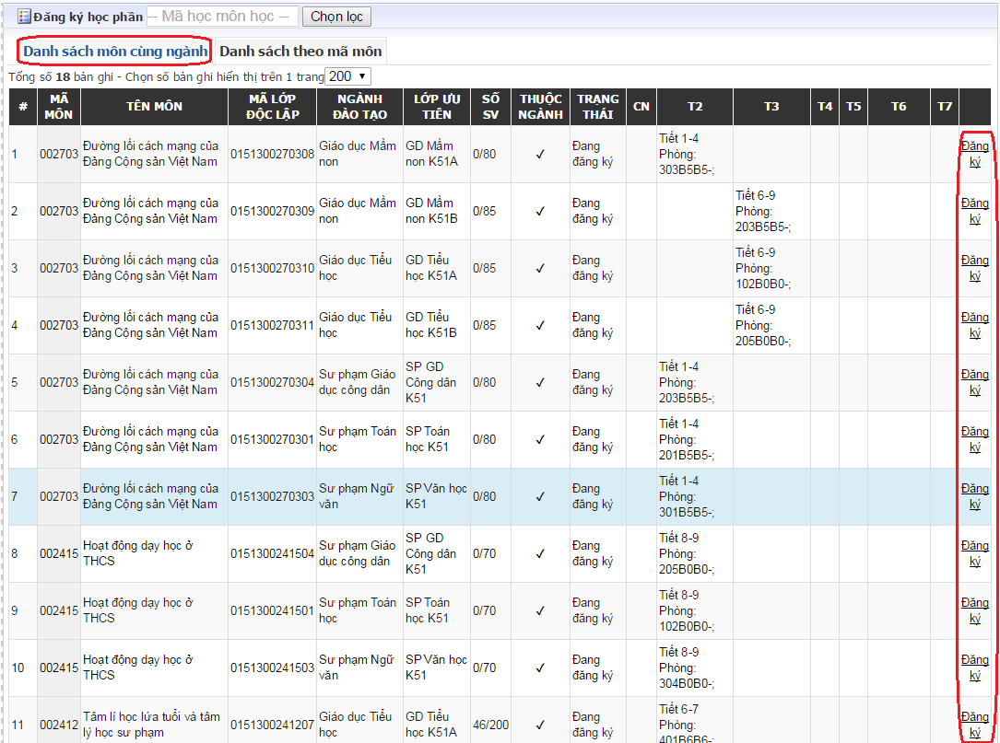 Đăng ký học phần -- Mã học môn học -- Chọn lọc
Danh sách môn cùng ngành Danh sách theo mã môn
Tổng số 18 bản ghi - Chọn số bản ghi hiển thị trên 1 trang 200
# MÃ MÔN TÊN MÔN MÃ LỚP ĐỘC LẬP NGÀNH ĐÀO TẠO LỚP ƯU TIÊN SỐ SV THUỘC NGÀNH TRẠNG THÁI CN T2 T3 T4 T5 T6 T7
1 002703 Đường lối cách mạng của Đảng Cộng sản Việt Nam 0151300270308 Giáo dục Mầm non GD Mầm non K51A 0/80 ✓ Đang đăng ký Tiết 1-4 Phòng: 303B5B5-; Đăng ký
2 002703 Đường lối cách mạng của Đảng Cộng sản Việt Nam 0151300270309 Giáo dục Mầm non GD Mầm non K51B 0/85 ✓ Đang đăng ký Tiết 6-9 Phòng: 203B5B5-; Đăng ký
3 002703 Đường lối cách mạng của Đảng Cộng sản Việt Nam 0151300270310 Giáo dục Tiểu học GD Tiểu học K51A 0/85 ✓ Đang đăng ký Tiết 6-9 Phòng: 102B0B0-; Đăng ký
4 002703 Đường lối cách mạng của Đảng Cộng sản Việt Nam 0151300270311 Giáo dục Tiểu học GD Tiểu học K51B 0/85 ✓ Đang đăng ký Tiết 6-9 Phòng: 205B0B0-; Đăng ký
5 002703 Đường lối cách mạng của Đảng Cộng sản Việt Nam 0151300270304 Sư phạm Giáo dục công dân SP GD Công dân K51 0/80 ✓ Đang đăng ký Tiết 1-4 Phòng: 203B5B5-; Đăng ký
6 002703 Đường lối cách mạng của Đảng Cộng sản Việt Nam 0151300270301 Sư phạm Toán học SP Toán học K51 0/80 ✓ Đang đăng ký Tiết 1-4 Phòng: 201B5B5-; Đăng ký
7 002703 Đường lối cách mạng của Đảng Cộng sản Việt Nam 0151300270303 Sư phạm Ngữ văn SP Văn học K51 0/80 ✓ Đang đăng ký Tiết 1-4 Phòng: 301B5B5-; Đăng ký
8 002415 Hoạt động dạy học ở THCS 0151300241504 Sư phạm Giáo dục công dân SP GD Công dân K51 0/70 ✓ Đang đăng ký Tiết 8-9 Phòng: 205B0B0-; Đăng ký
9 002415 Hoạt động dạy học ở THCS 0151300241501 Sư phạm Toán học SP Toán học K51 0/70 ✓ Đang đăng ký Tiết 8-9 Phòng: 102B0B0-; Đăng ký
10 002415 Hoạt động dạy học ở THCS 0151300241503 Sư phạm Ngữ văn SP Văn học K51 0/70 ✓ Đang đăng ký Tiết 8-9 Phòng: 304B0B0-; Đăng ký
11 002412 Tâm lí học lứa tuổi và tâm lý học sư phạm 0151300241207 Giáo dục Tiểu học GD Tiểu học K51A 46/200 ✓ Đang đăng ký Tiết 6-7 Phòng: 401B6B6-; Đăng ký